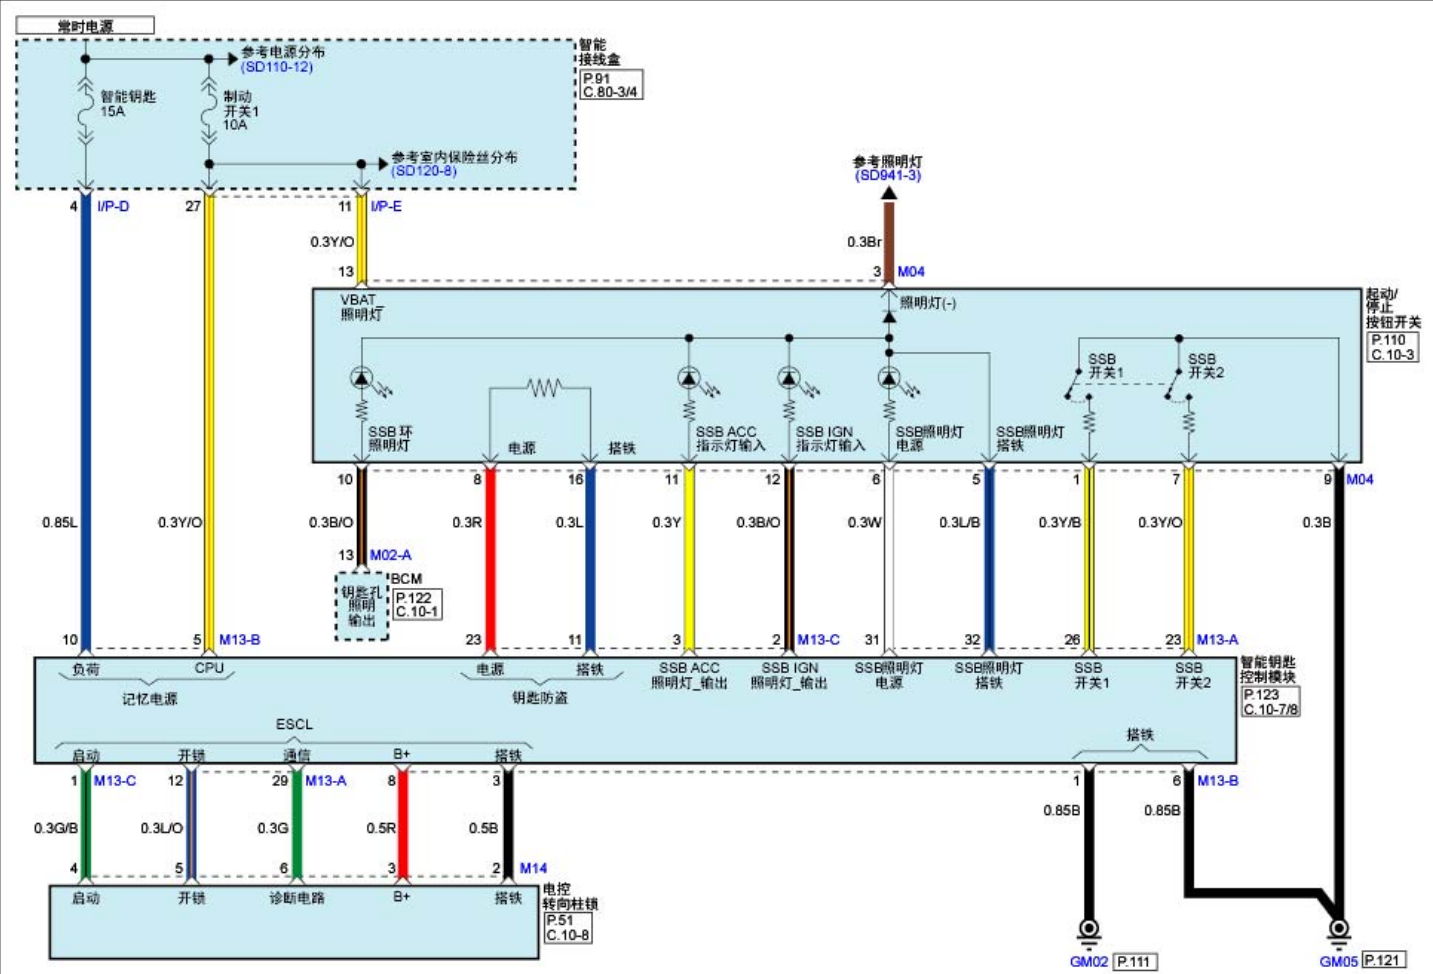 常时电源
参考电源分布
(SD110-12)
智能
接线盒
P.91
C.80-3/4
智能钥匙
15A
制动
开关1
10A
参考室内保险丝分布
(SD120-8)
参考照明灯
(SD941-3)
4 I/P-D 27 11 I/P-E
0.3Y/O 0.3Br
13 3 M04
VBAT_
照明灯
照明灯(-)
起动/
停止
按钮开关
P.110
C.10-3
SSB
开关1
SSB
开关2
SSB 环
照明灯
电源 搭铁
SSB ACC
指示灯输入
SSB IGN
指示灯输入
SSB照明灯
电源
SSB照明灯
搭铁
10 8 16 11 12 6 5 1 7 9 M04
0.85L 0.3Y/O 0.3B/O 0.3R 0.3L 0.3Y 0.3B/O 0.3W 0.3L/B 0.3Y/B 0.3Y/O 0.3B
13 M02-A
钥匙孔
照明
输出
BCM
P.122
C.10-1
10 5 M13-B 23 11 3 2 M13-C 31 32 26 23 M13-A
负荷 CPU
记忆电源
电源 搭铁
钥匙防盗
SSB ACC
照明灯_输出
SSB IGN
照明灯_输出
SSB照明灯
电源
SSB照明灯
搭铁
SSB
开关1
SSB
开关2
智能钥匙
控制模块
P.123
C.10-7/8
ESCL
启动 开锁 通信 B+ 搭铁
搭铁
1 M13-C 12 29 M13-A 8 3 1 6 M13-B
0.3G/B 0.3L/O 0.3G 0.5R 0.5B 0.85B 0.85B
4 5 6 3 2 M14
启动 开锁 诊断电路 B+ 搭铁
电控
转向柱锁
P.51
C.10-8
GM02 P.111
GM05 P.121